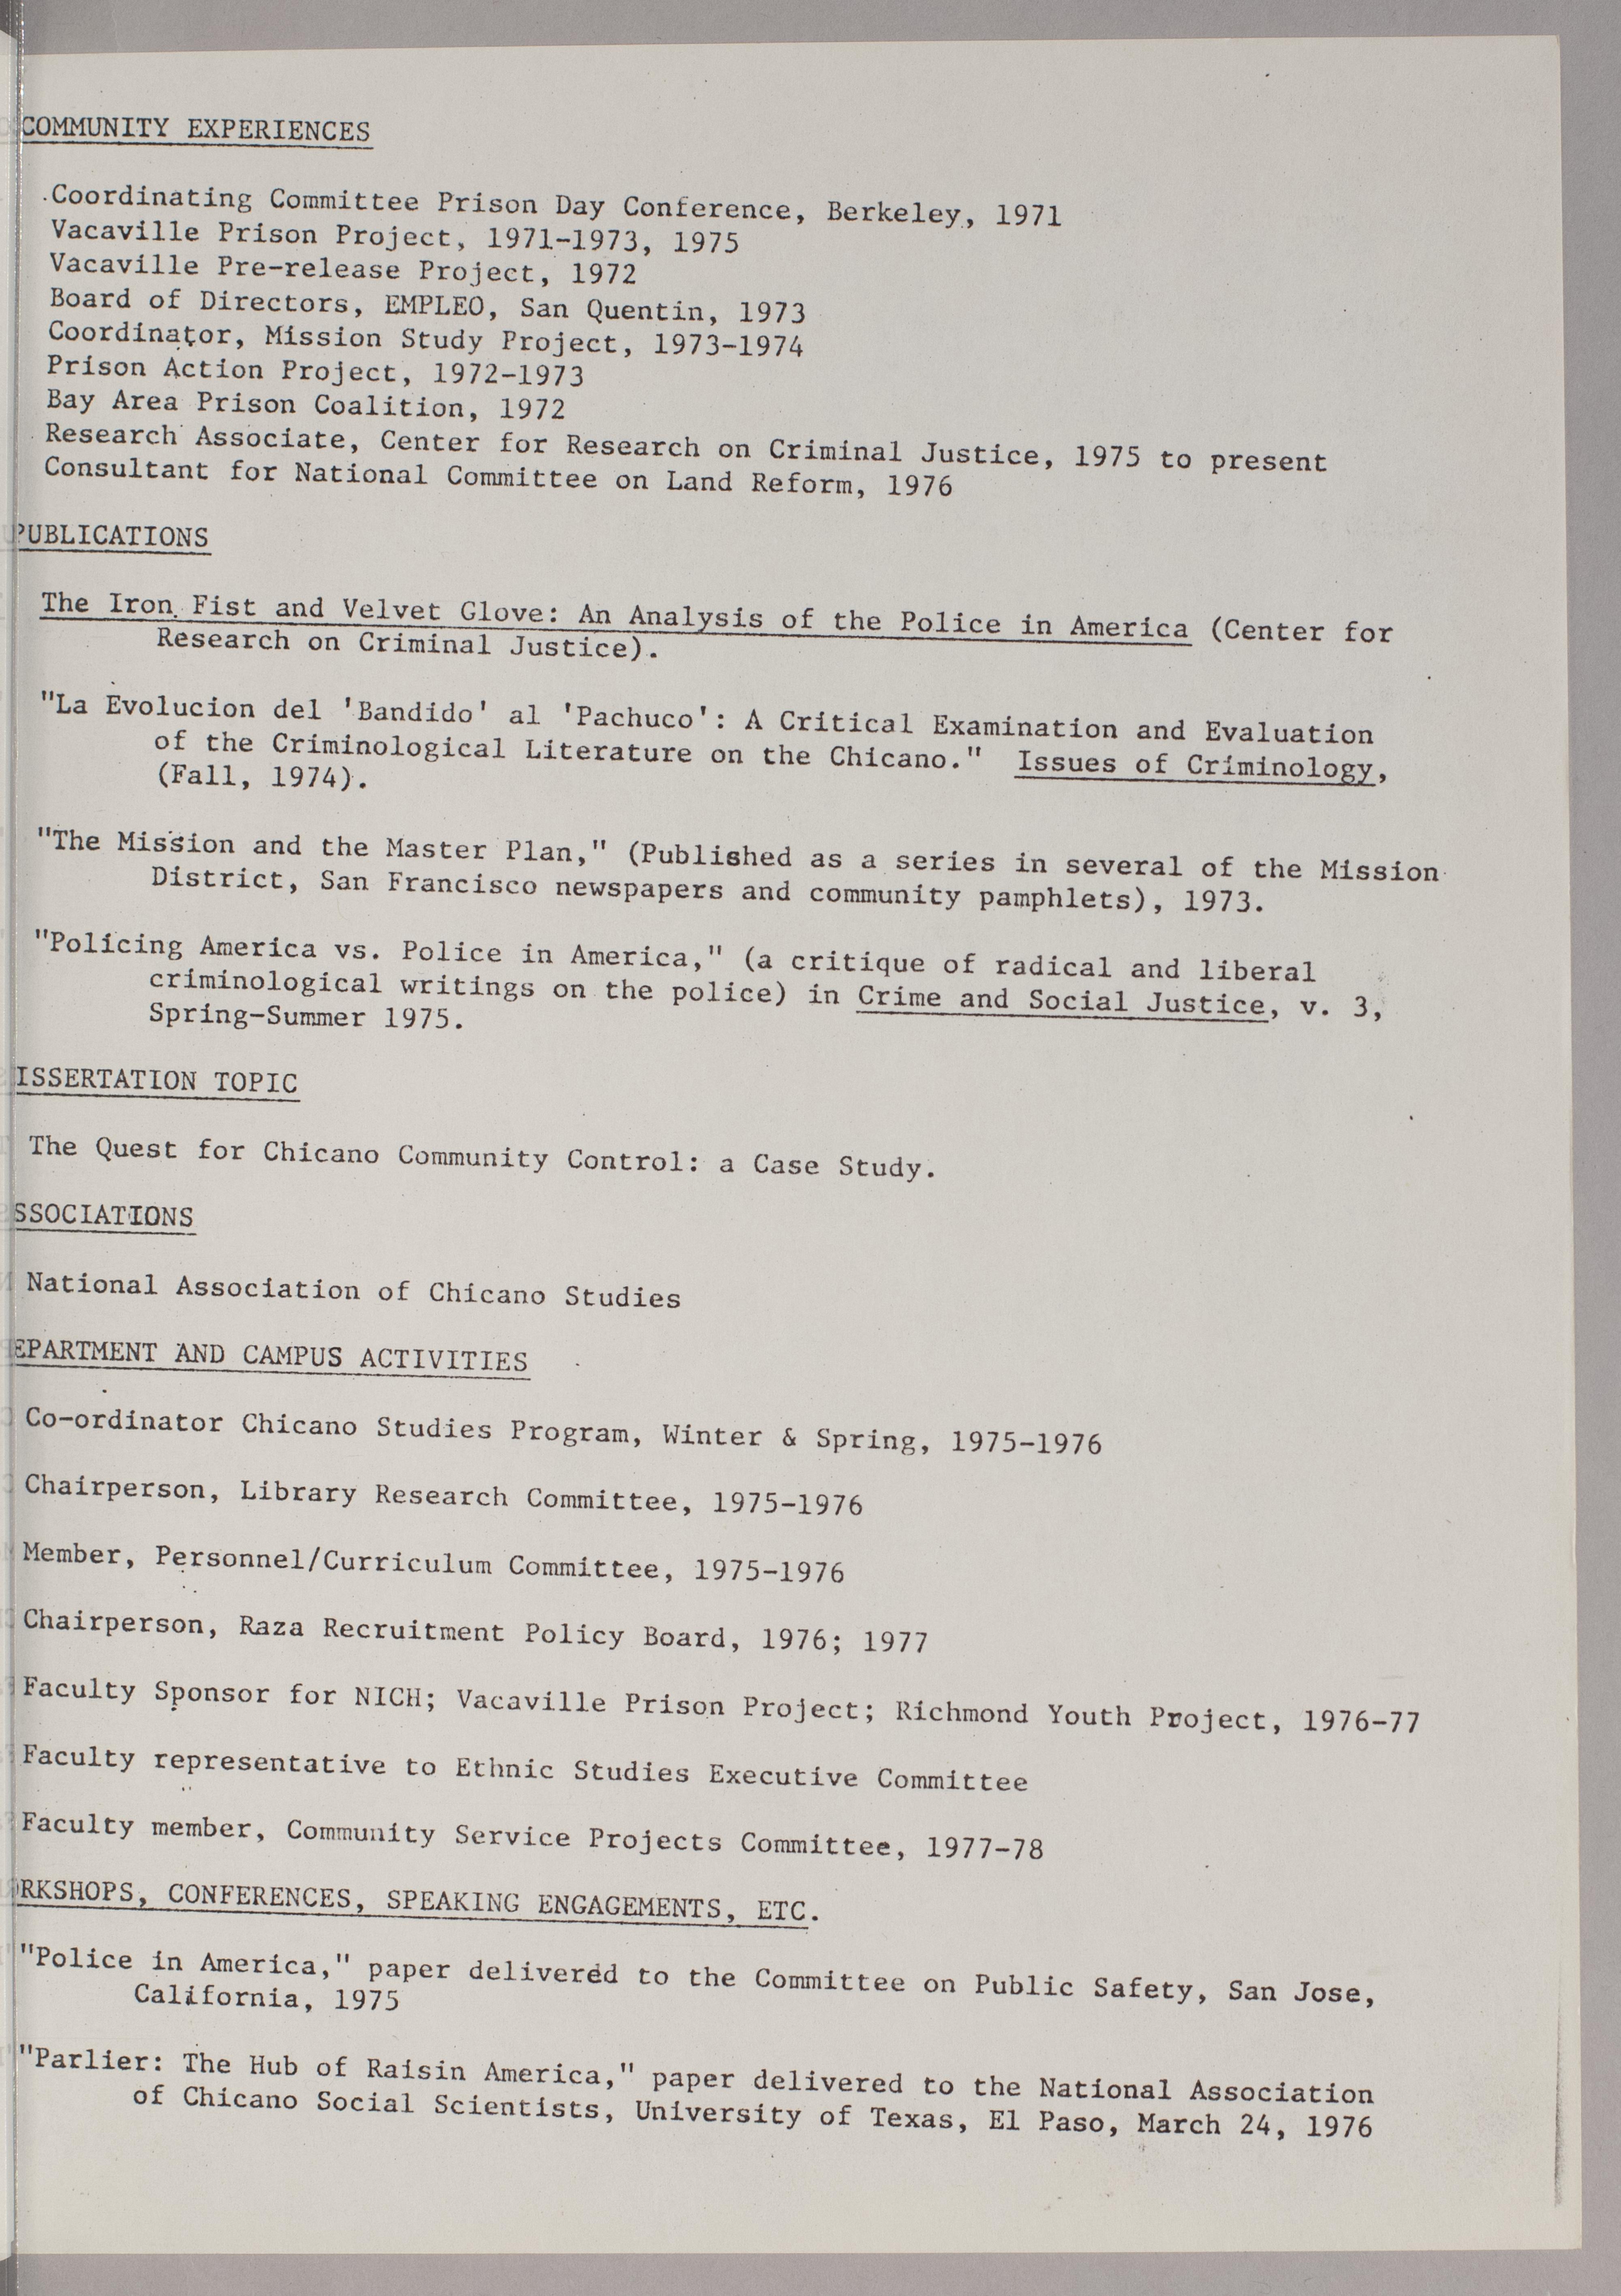 COMMUNITY EXPERIENCES
Coordinating Committee Prison Day Conference, Berkeley, 1971
Vacaville Prison Project, 1971-1973, 1975
Vacaville Pre-release Project, 1972
Board of Directors, EMPLEO, San Quentin, 1973
Coordinator, Mission Study Project, 1973-1974
Prison Action Project, 1972-1973
Bay Area Prison Coalition, 1972
Research Associate, Center for Research on Criminal Justice, 1975 to present
Consultant for National Committee on Land Reform, 1976
PUBLICATIONS
The Iron Fist and Velvet Glove: An Analysis of the Police in America (Center for
Research on Criminal Justice).
"La Evolucion del 'Bandido' al 'Pachuco': A Critical Examination and Evaluation
of the Criminological Literature on the Chicano." Issues of Criminology,
(Fall, 1974).
"The Mission and the Master Plan," (Published as a series in several of the Mission
District, San Francisco newspapers and community pamphlets), 1973.
"Policing America vs. Police in America," (a critique of radical and liberal
criminological writings on the police) in Crime and Social Justice, v. 3,
Spring-Summer 1975.
ISSERTATION TOPIC
The Quest for Chicano Community Control: a Case Study.
SSOCIATIONS
National Association of Chicano Studies
EPARTMENT AND CAMPUS ACTIVITIES
Co-ordinator Chicano Studies Program, Winter & Spring, 1975-1976
Chairperson, Library Research Committee, 1975-1976
Member, Personnel/Curriculum Committee, 1975-1976
Chairperson, Raza Recruitment Policy Board, 1976; 1977
Faculty Sponsor for NICH; Vacaville Prison Project; Richmond Youth Project, 1976-77
Faculty representative to Ethnic Studies Executive Committee
Faculty member, Community Service Projects Committee, 1977-78
ORKSHOPS, CONFERENCES, SPEAKING ENGAGEMENTS, ETC.
"Police in America," paper delivered to the Committee on Public Safety, San Jose,
California, 1975
"Parlier: The Hub of Raisin America," paper delivered to the National Association
of Chicano Social Scientists, University of Texas, El Paso, March 24, 1976